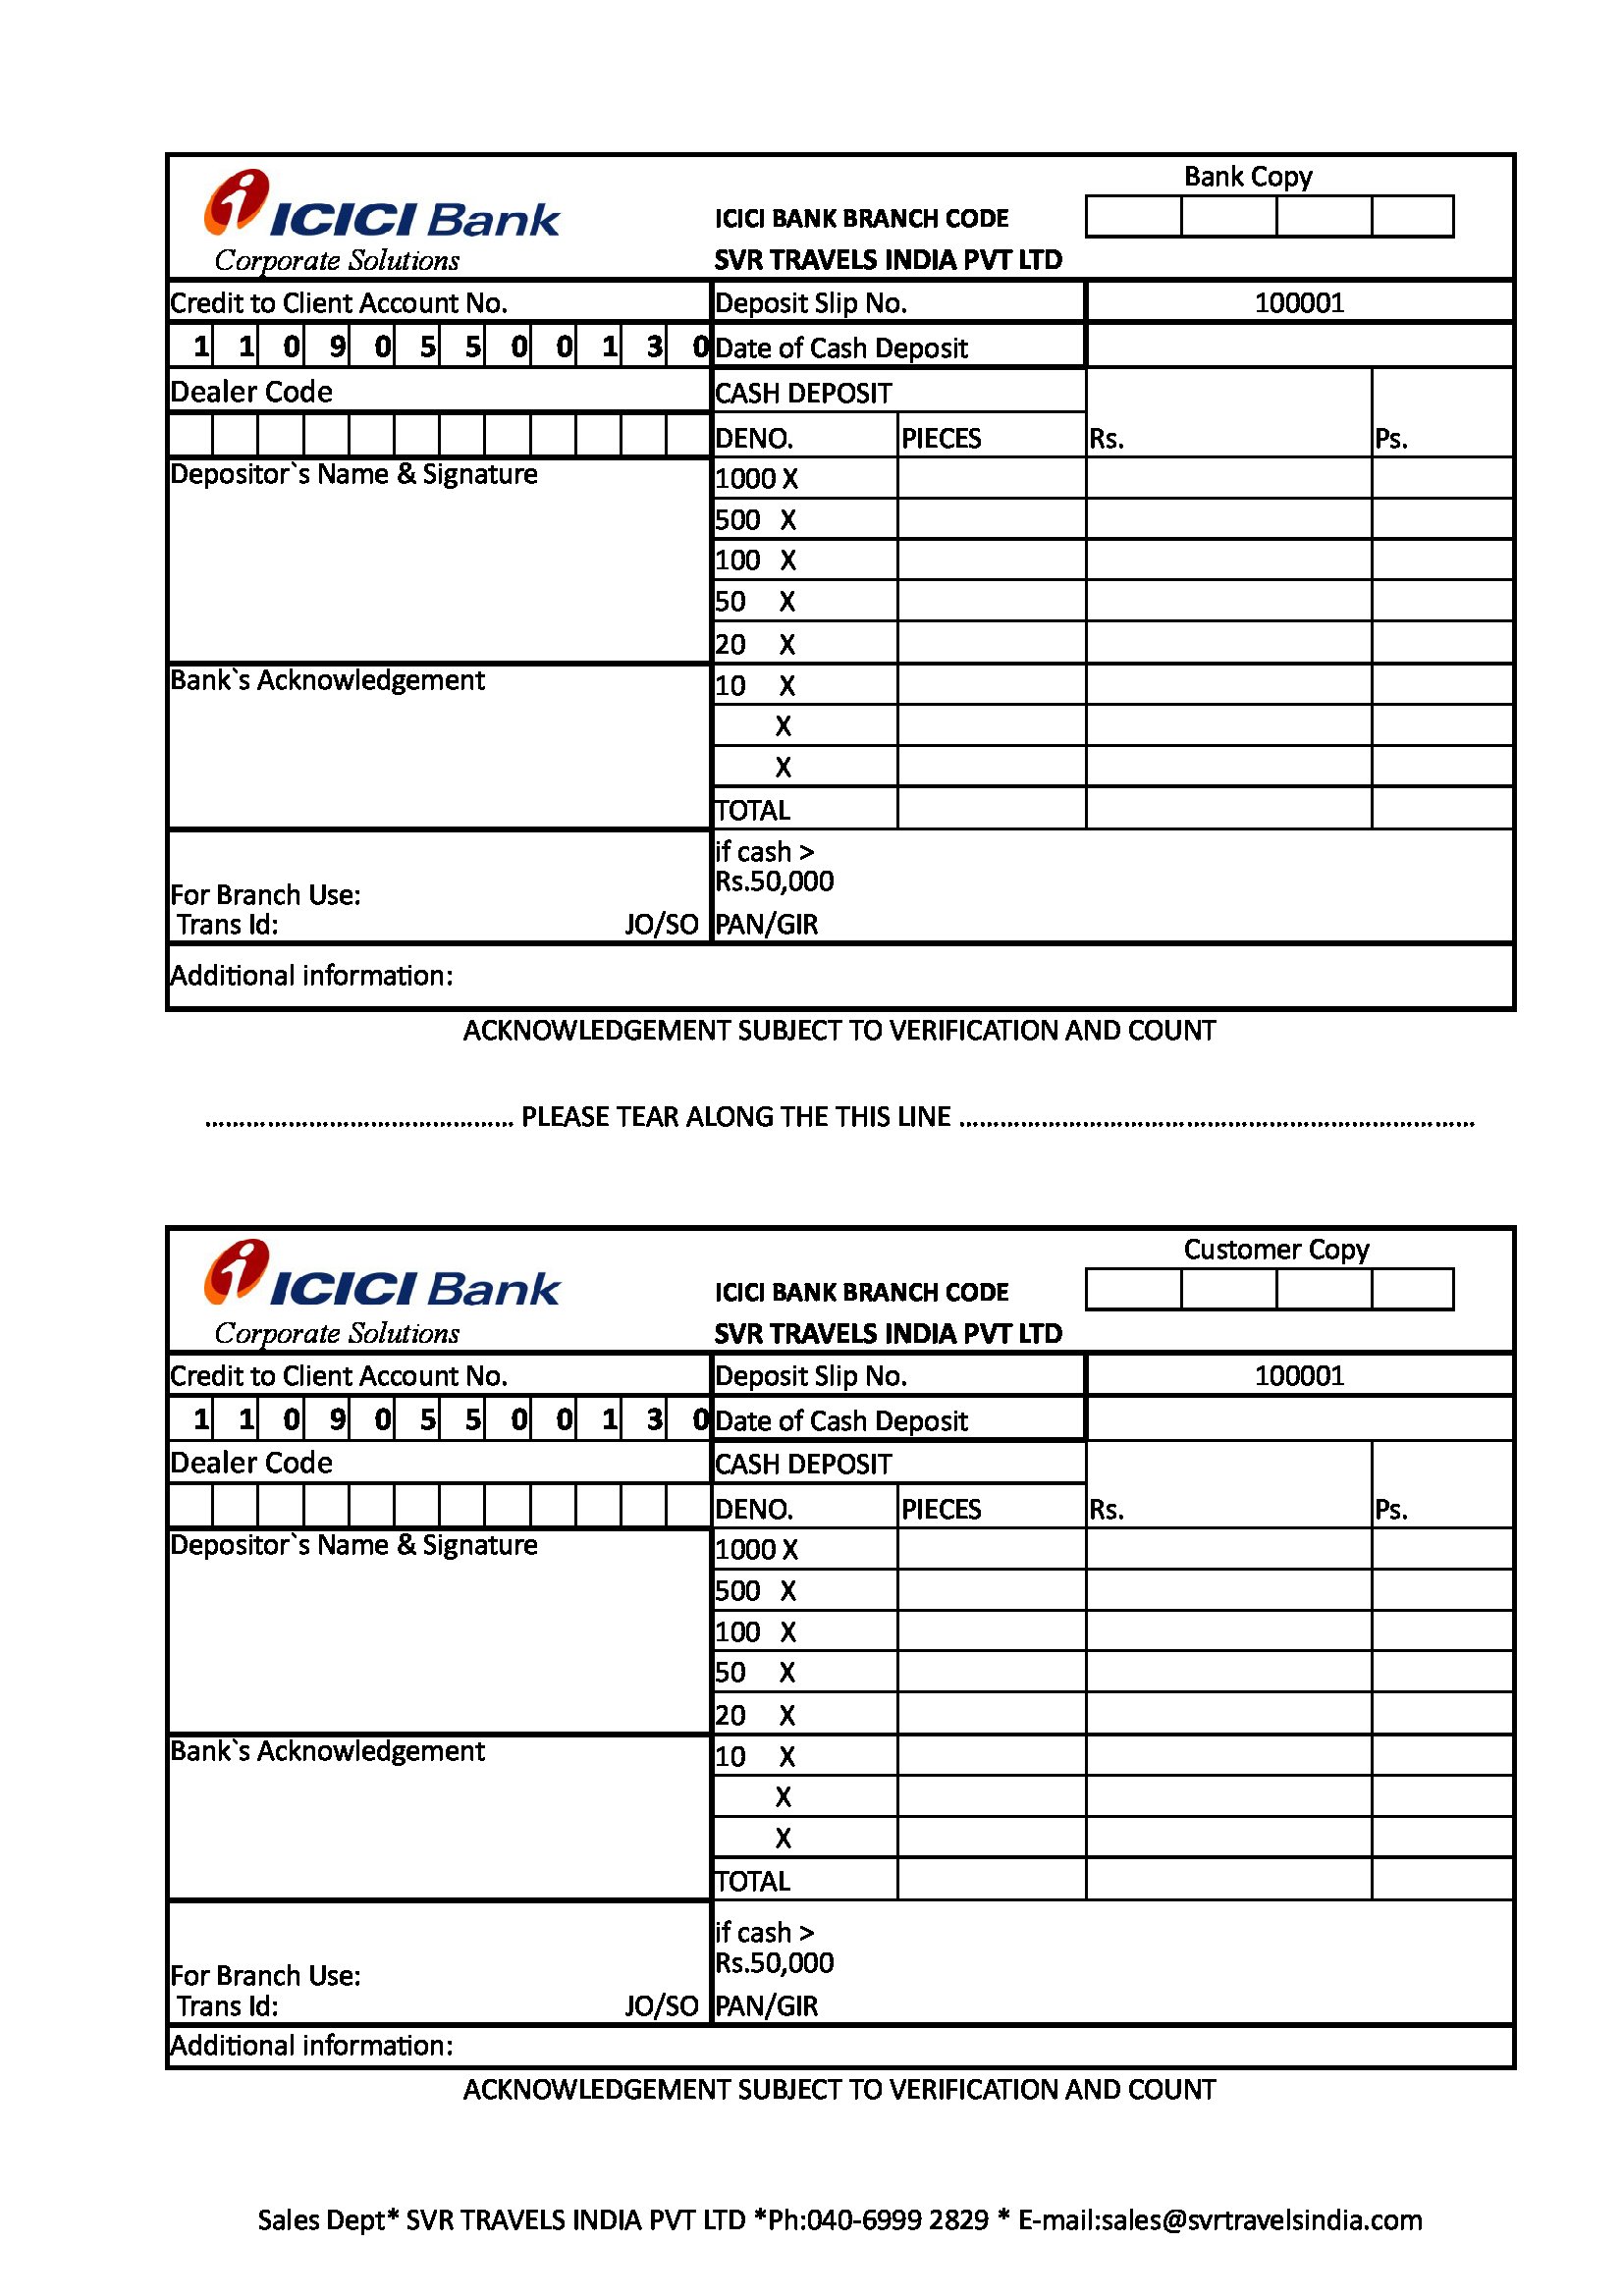 Bank Copy
ICICI Bank ICICI BANK BRANCH CODE
Corporate Solutions SVR TRAVELS INDIA PVT LTD
Credit to Client Account No. Deposit Slip No. 100001
1 1 0 9 0 5 5 0 0 1 3 0 Date of Cash Deposit
Dealer Code CASH DEPOSIT
DENO. PIECES Rs. Ps.
Depositor`s Name & Signature 1000 X
500 X
100 X
50 X
20 X
Bank`s Acknowledgement 10 X
X
X
TOTAL
if cash >
Rs.50,000
For Branch Use:
Trans Id: JO/SO PAN/GIR
Additional information:
ACKNOWLEDGEMENT SUBJECT TO VERIFICATION AND COUNT
..................................... PLEASE TEAR ALONG THE THIS LINE ..............................................................
Customer Copy
ICICI Bank ICICI BANK BRANCH CODE
Corporate Solutions SVR TRAVELS INDIA PVT LTD
Credit to Client Account No. Deposit Slip No. 100001
1 1 0 9 0 5 5 0 0 1 3 0 Date of Cash Deposit
Dealer Code CASH DEPOSIT
DENO. PIECES Rs. Ps.
Depositor`s Name & Signature 1000 X
500 X
100 X
50 X
20 X
Bank`s Acknowledgement 10 X
X
X
TOTAL
if cash >
Rs.50,000
For Branch Use:
Trans Id: JO/SO PAN/GIR
Additional information:
ACKNOWLEDGEMENT SUBJECT TO VERIFICATION AND COUNT
Sales Dept* SVR TRAVELS INDIA PVT LTD *Ph:040-6999 2829 * E-mail:sales@svrtravelsindia.com